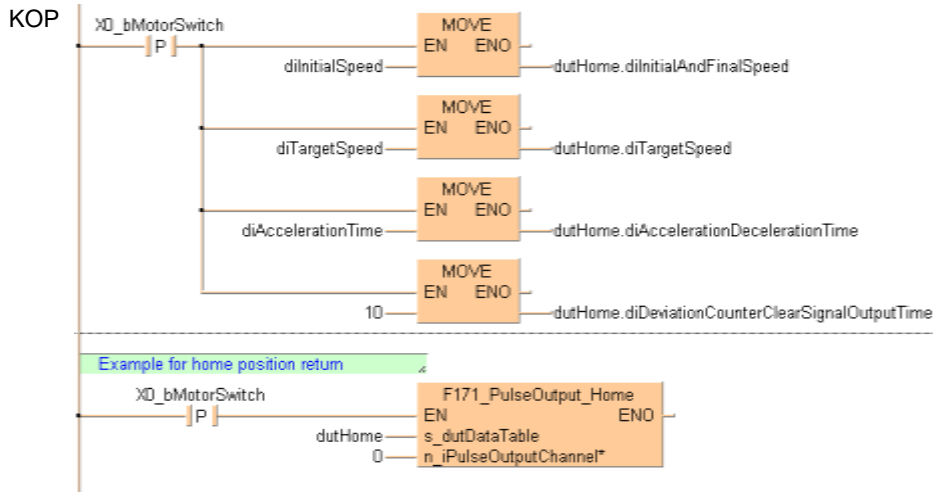 KOP
X0_bMotorSwitch
P
MOVE
EN ENO
diInitialSpeed
dutHome.diInitialAndFinalSpeed
MOVE
EN ENO
diTargetSpeed
dutHome.diTargetSpeed
MOVE
EN ENO
diAccelerationTime
dutHome.diAccelerationDecelerationTime
MOVE
EN ENO
10
dutHome.diDeviationCounterClearSignalOutputTime
Example for home position return
X0_bMotorSwitch
P
F171_PulseOutput_Home
EN ENO
dutHome
s_dutDataTable
0
n_iPulseOutputChannel*